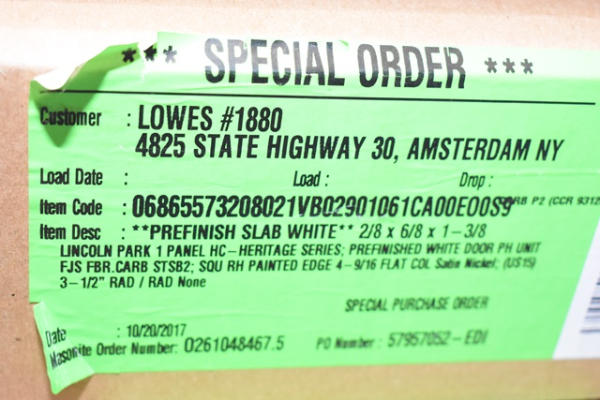 *** SPECIAL ORDER ***
Customer : LOWES #1880
4825 STATE HIGHWAY 30, AMSTERDAM NY
Load Date : Load : Drop :
Item Code : 06865573208021VB02901061CA00E00S9 P2 (CCR 9312
Item Desc : **PREFINISH SLAB WHITE** 2/8 x 6/8 x 1-3/8
LINCOLN PARK 1 PANEL HC-HERITAGE SERIES; PREFINISHED WHITE DOOR PH UNIT
FJS FBR.CARB STSB2; SQU RH PAINTED EDGE 4-9/16 FLAT COL Satin Nickel; (US15)
3-1/2" RAD / RAD None
SPECIAL PURCHASE ORDER
Date : 10/20/2017
Masonite Order Number: 0261048467.5 PO Number : 57957052-EDI